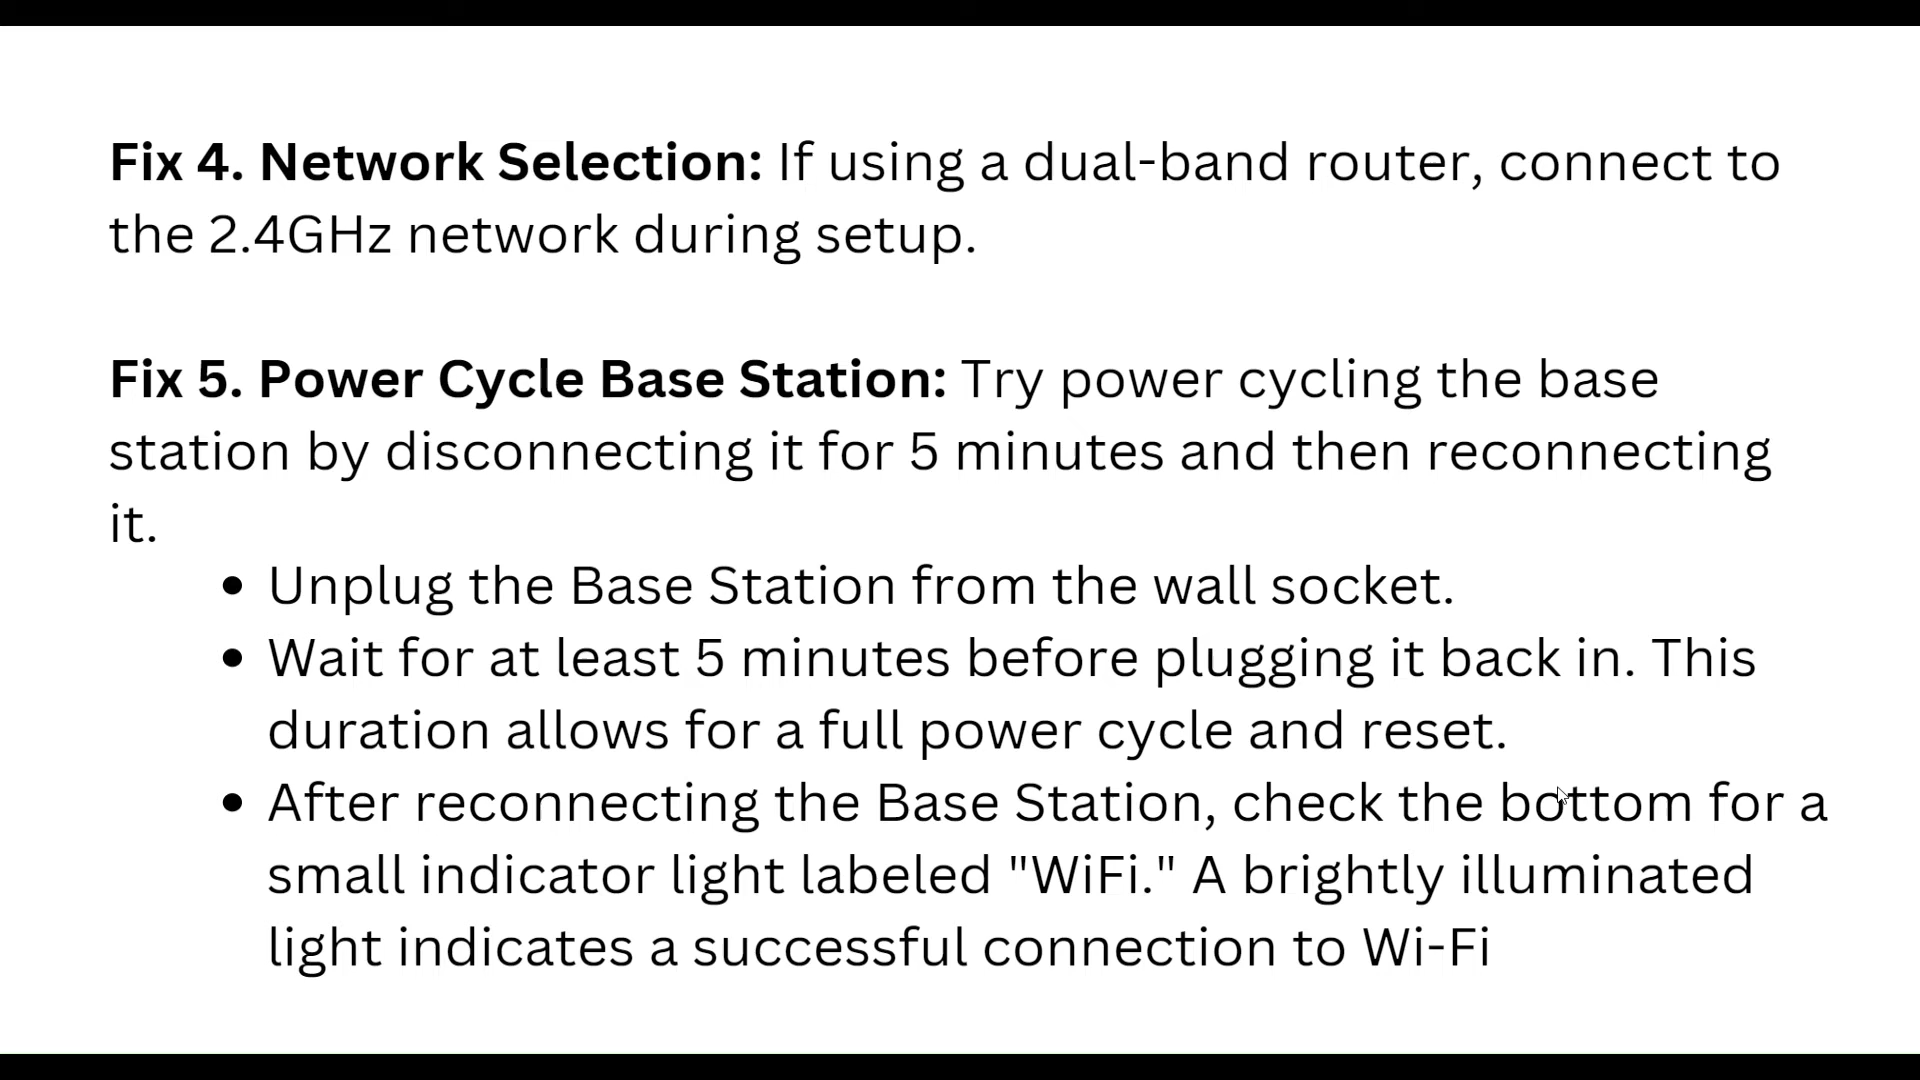 Fix 4. Network Selection: If using a dual-band router, connect to
the 2.4GHz network during setup.
Fix 5. Power Cycle Base Station: Try power cycling the base
station by disconnecting it for 5 minutes and then reconnecting
it.
• Unplug the Base Station from the wall socket.
• Wait for at least 5 minutes before plugging it back in. This
duration allows for a full power cycle and reset.
• After reconnecting the Base Station, check the bottom for a
small indicator light labeled "WiFi." A brightly illuminated
light indicates a successful connection to Wi-Fi